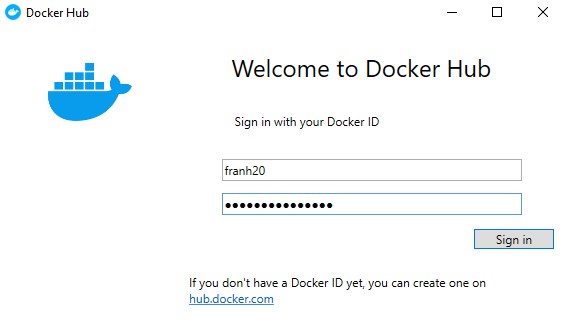 Docker Hub
Welcome to Docker Hub
Sign in with your Docker ID
franh20
●●●●●●●●●●●●●●●
Sign in
If you don't have a Docker ID yet, you can create one on
hub.docker.com